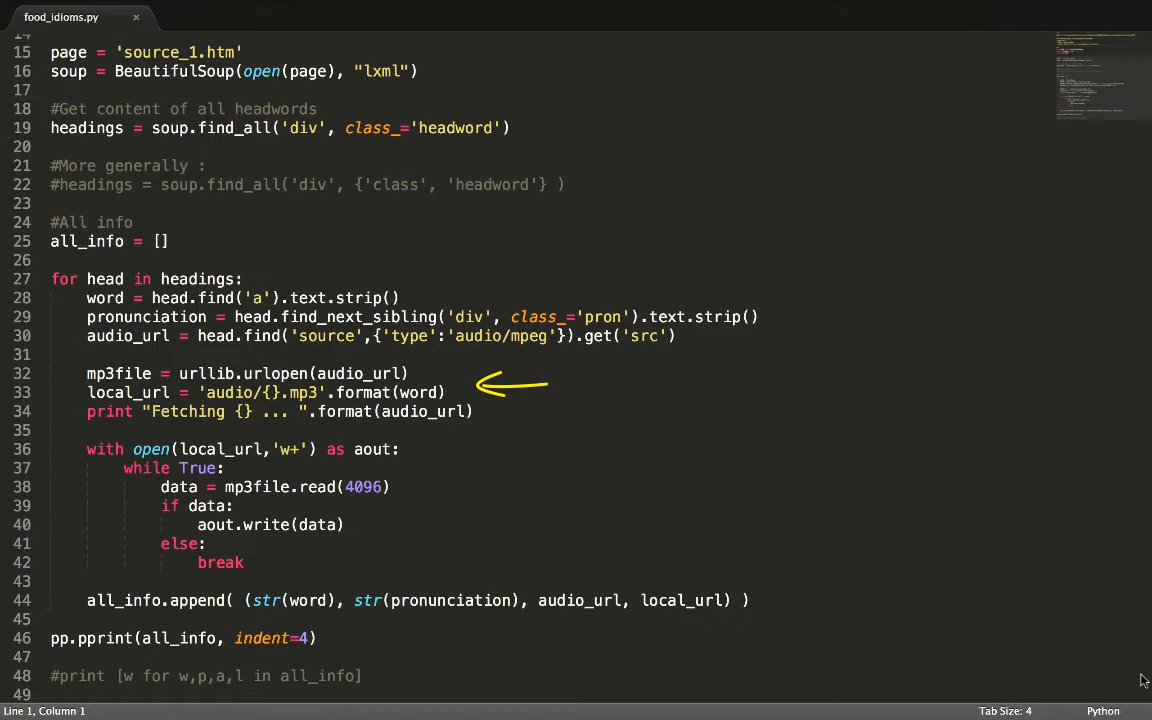 food_idioms.py ×
14
15 page = 'source_1.htm'
16 soup = BeautifulSoup(open(page), "lxml")
17
18 #Get content of all headwords
19 headings = soup.find_all('div', class_='headword')
20
21 #More generally :
22 #headings = soup.find_all('div', {'class', 'headword'} )
23
24 #All info
25 all_info = []
26
27 for head in headings:
28     word = head.find('a').text.strip()
29     pronunciation = head.find_next_sibling('div', class_='pron').text.strip()
30     audio_url = head.find('source',{'type':'audio/mpeg'}).get('src')
31
32     mp3file = urllib.urlopen(audio_url)
33     local_url = 'audio/{}.mp3'.format(word)
34     print "Fetching {} ... ".format(audio_url)
35
36     with open(local_url,'w+') as aout:
37         while True:
38             data = mp3file.read(4096)
39             if data:
40                 aout.write(data)
41             else:
42                 break
43
44     all_info.append( (str(word), str(pronunciation), audio_url, local_url) )
45
46 pp.pprint(all_info, indent=4)
47
48 #print [w for w,p,a,l in all_info]
49
Line 1, Column 1 Tab Size: 4 Python